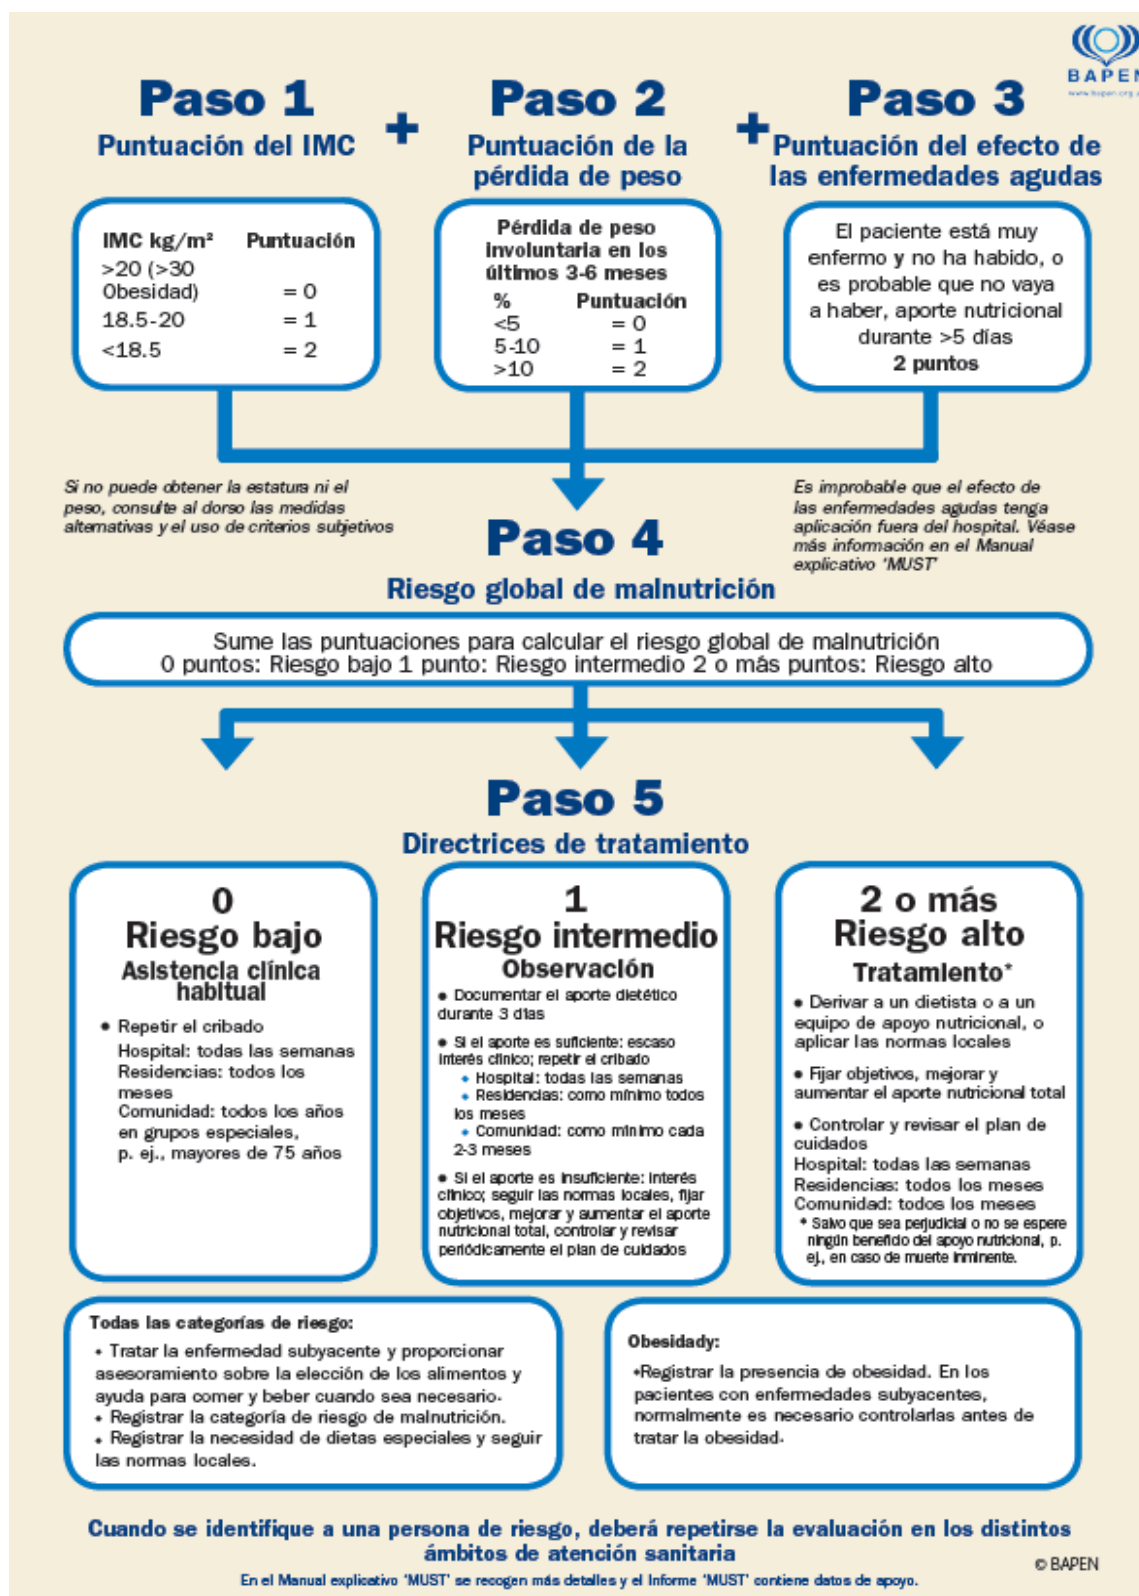 BAPEN
Paso 1
Puntuación del IMC
+
Paso 2
Puntuación de la
pérdida de peso
+
Paso 3
Puntuación del efecto de
las enfermedades agudas
IMC kg/m² Puntuación
>20 (>30
Obesidad) = 0
18.5-20 = 1
<18.5 = 2
Pérdida de peso
involuntaria en los
últimos 3-6 meses
% Puntuación
<5 = 0
5-10 = 1
>10 = 2
El paciente está muy
enfermo y no ha habido, o
es probable que no vaya
a haber, aporte nutricional
durante >5 días
2 puntos
Si no puede obtener la estatura ni el
peso, consulte al dorso las medidas
alternativas y el uso de criterios subjetivos
Es improbable que el efecto de
las enfermedades agudas tenga
aplicación fuera del hospital. Véase
más información en el Manual
explicativo ‘MUST’
Paso 4
Riesgo global de malnutrición
Sume las puntuaciones para calcular el riesgo global de malnutrición
0 puntos: Riesgo bajo 1 punto: Riesgo intermedio 2 o más puntos: Riesgo alto
Paso 5
Directrices de tratamiento
0
Riesgo bajo
Asistencia clínica
habitual
• Repetir el cribado
Hospital: todas las semanas
Residencias: todos los
meses
Comunidad: todos los años
en grupos especiales,
p. ej., mayores de 75 años
1
Riesgo intermedio
Observación
• Documentar el aporte dietético
durante 3 días
• Si el aporte es suficiente: escaso
interés clínico; repetir el cribado
• Hospital: todas las semanas
• Residencias: como mínimo todos
los meses
• Comunidad: como mínimo cada
2-3 meses
• Si el aporte es insuficiente: interés
clínico; seguir las normas locales, fijar
objetivos, mejorar y aumentar el aporte
nutricional total, controlar y revisar
periódicamente el plan de cuidados
2 o más
Riesgo alto
Tratamiento*
• Derivar a un dietista o a un
equipo de apoyo nutricional, o
aplicar las normas locales
• Fijar objetivos, mejorar y
aumentar el aporte nutricional total
• Controlar y revisar el plan de
cuidados
Hospital: todas las semanas
Residencias: todos los meses
Comunidad: todos los meses
* Salvo que sea perjudicial o no se espere
ningún beneficio del apoyo nutricional, p.
ej., en caso de muerte inminente.
Todas las categorías de riesgo:
• Tratar la enfermedad subyacente y proporcionar
asesoramiento sobre la elección de los alimentos y
ayuda para comer y beber cuando sea necesario.
• Registrar la categoría de riesgo de malnutrición.
• Registrar la necesidad de dietas especiales y seguir
las normas locales.
Obesidady:
•Registrar la presencia de obesidad. En los
pacientes con enfermedades subyacentes,
normalmente es necesario controlarlas antes de
tratar la obesidad.
Cuando se identifique a una persona de riesgo, deberá repetirse la evaluación en los distintos
ámbitos de atención sanitaria
© BAPEN
En el Manual explicativo ‘MUST’ se recogen más detalles y el Informe ‘MUST’ contiene datos de apoyo.